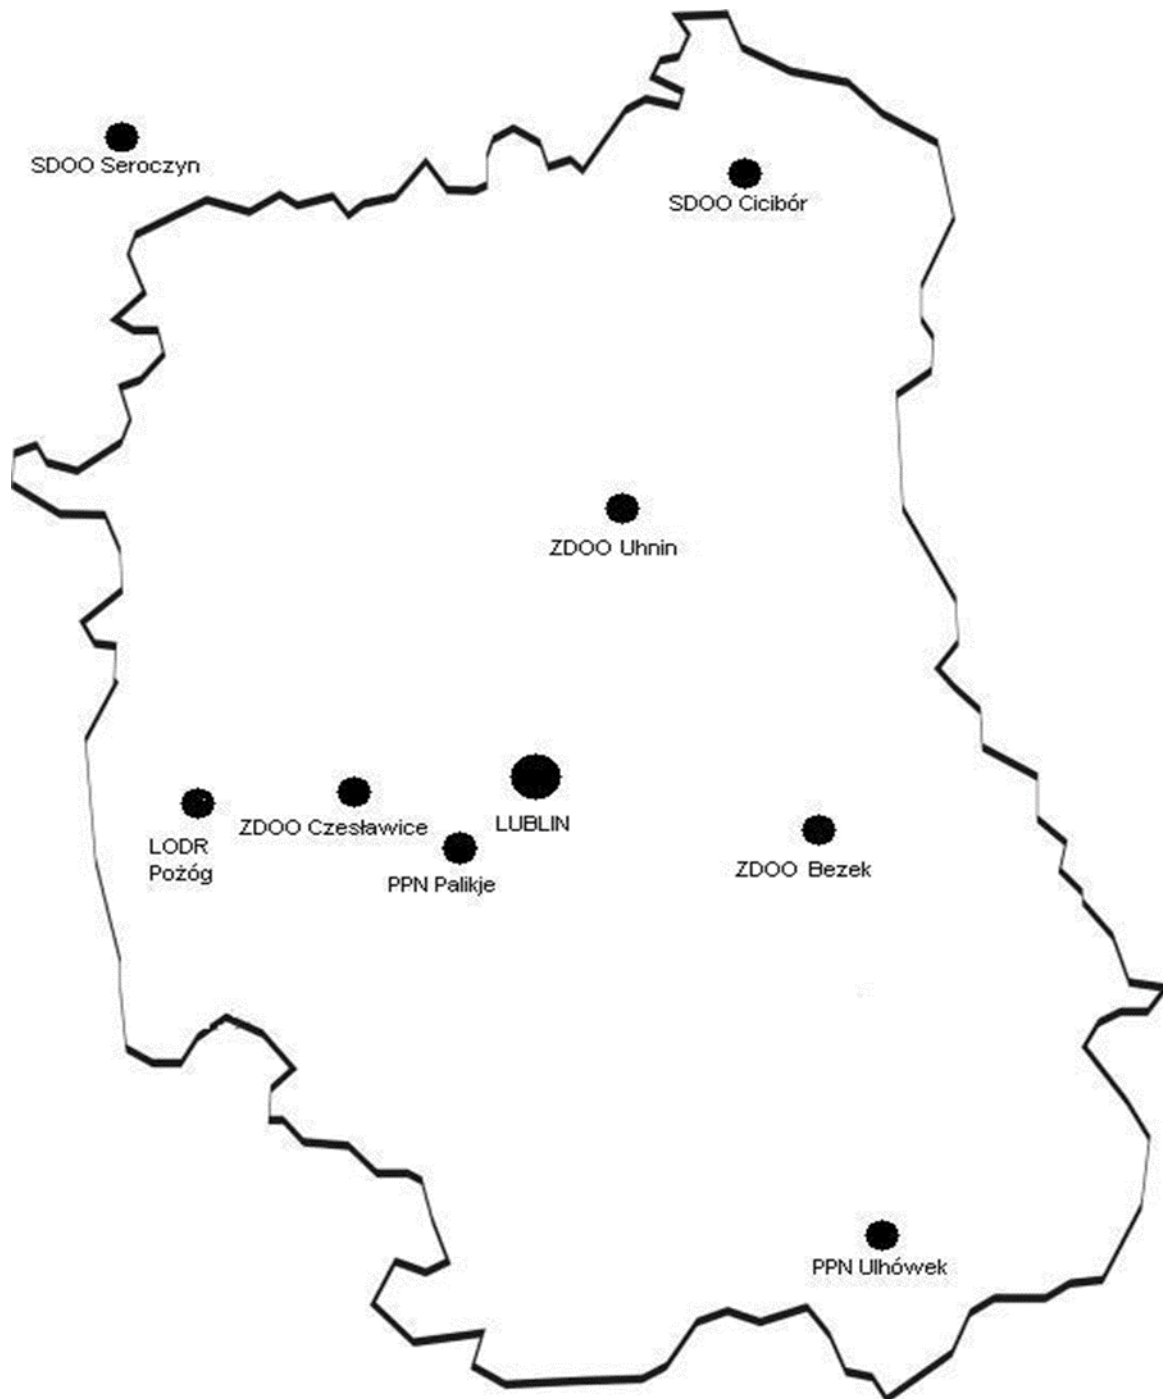 SDOO Seroczyn
SDOO Cicibór
ZDOO Uhnin
LUBLIN
ZDOO Czesławice
LODR
Pożóg
PPN Palikje
ZDOO Bezek
PPN Ulhówek